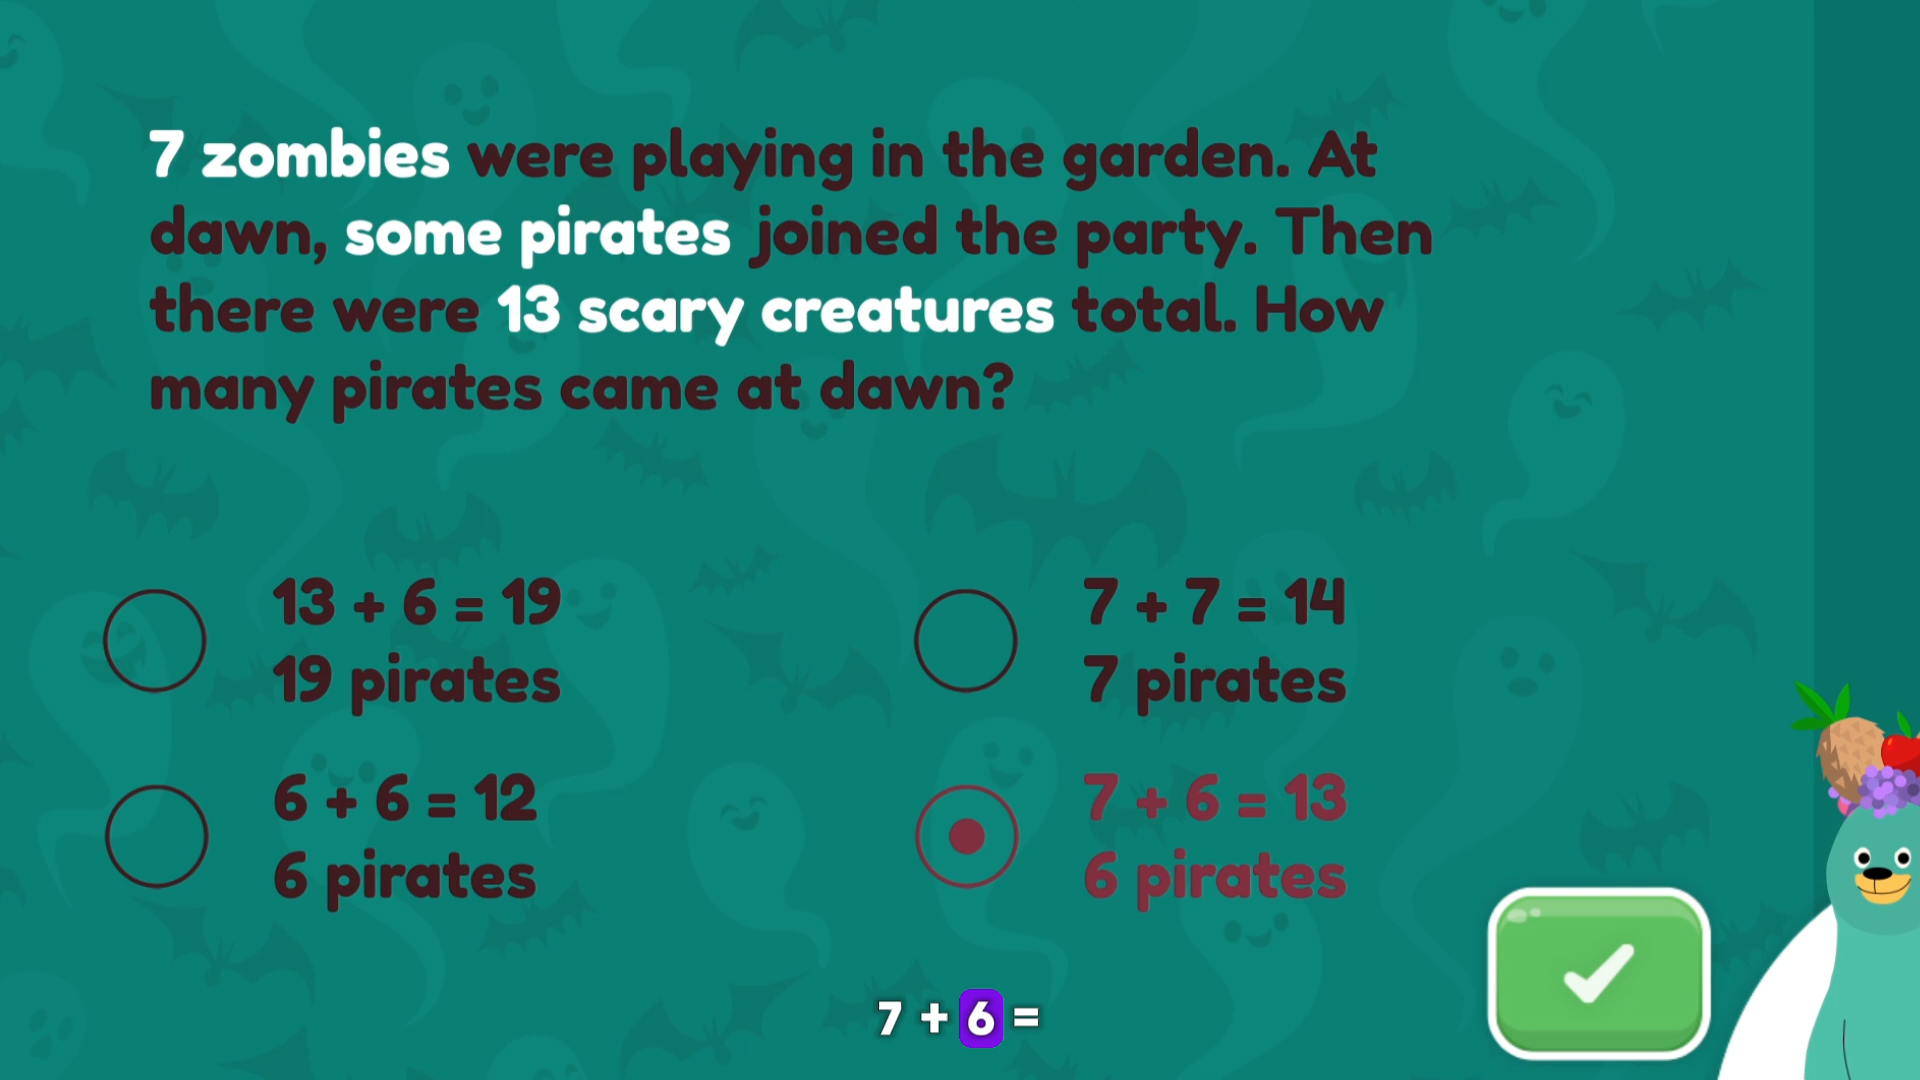 7 zombies were playing in the garden. At
dawn, some pirates joined the party. Then
there were 13 scary creatures total. How
many pirates came at dawn?
13 + 6 = 19
19 pirates
7 + 7 = 14
7 pirates
6 + 6 = 12
6 pirates
7 + 6 = 13
6 pirates
7 + 6 =